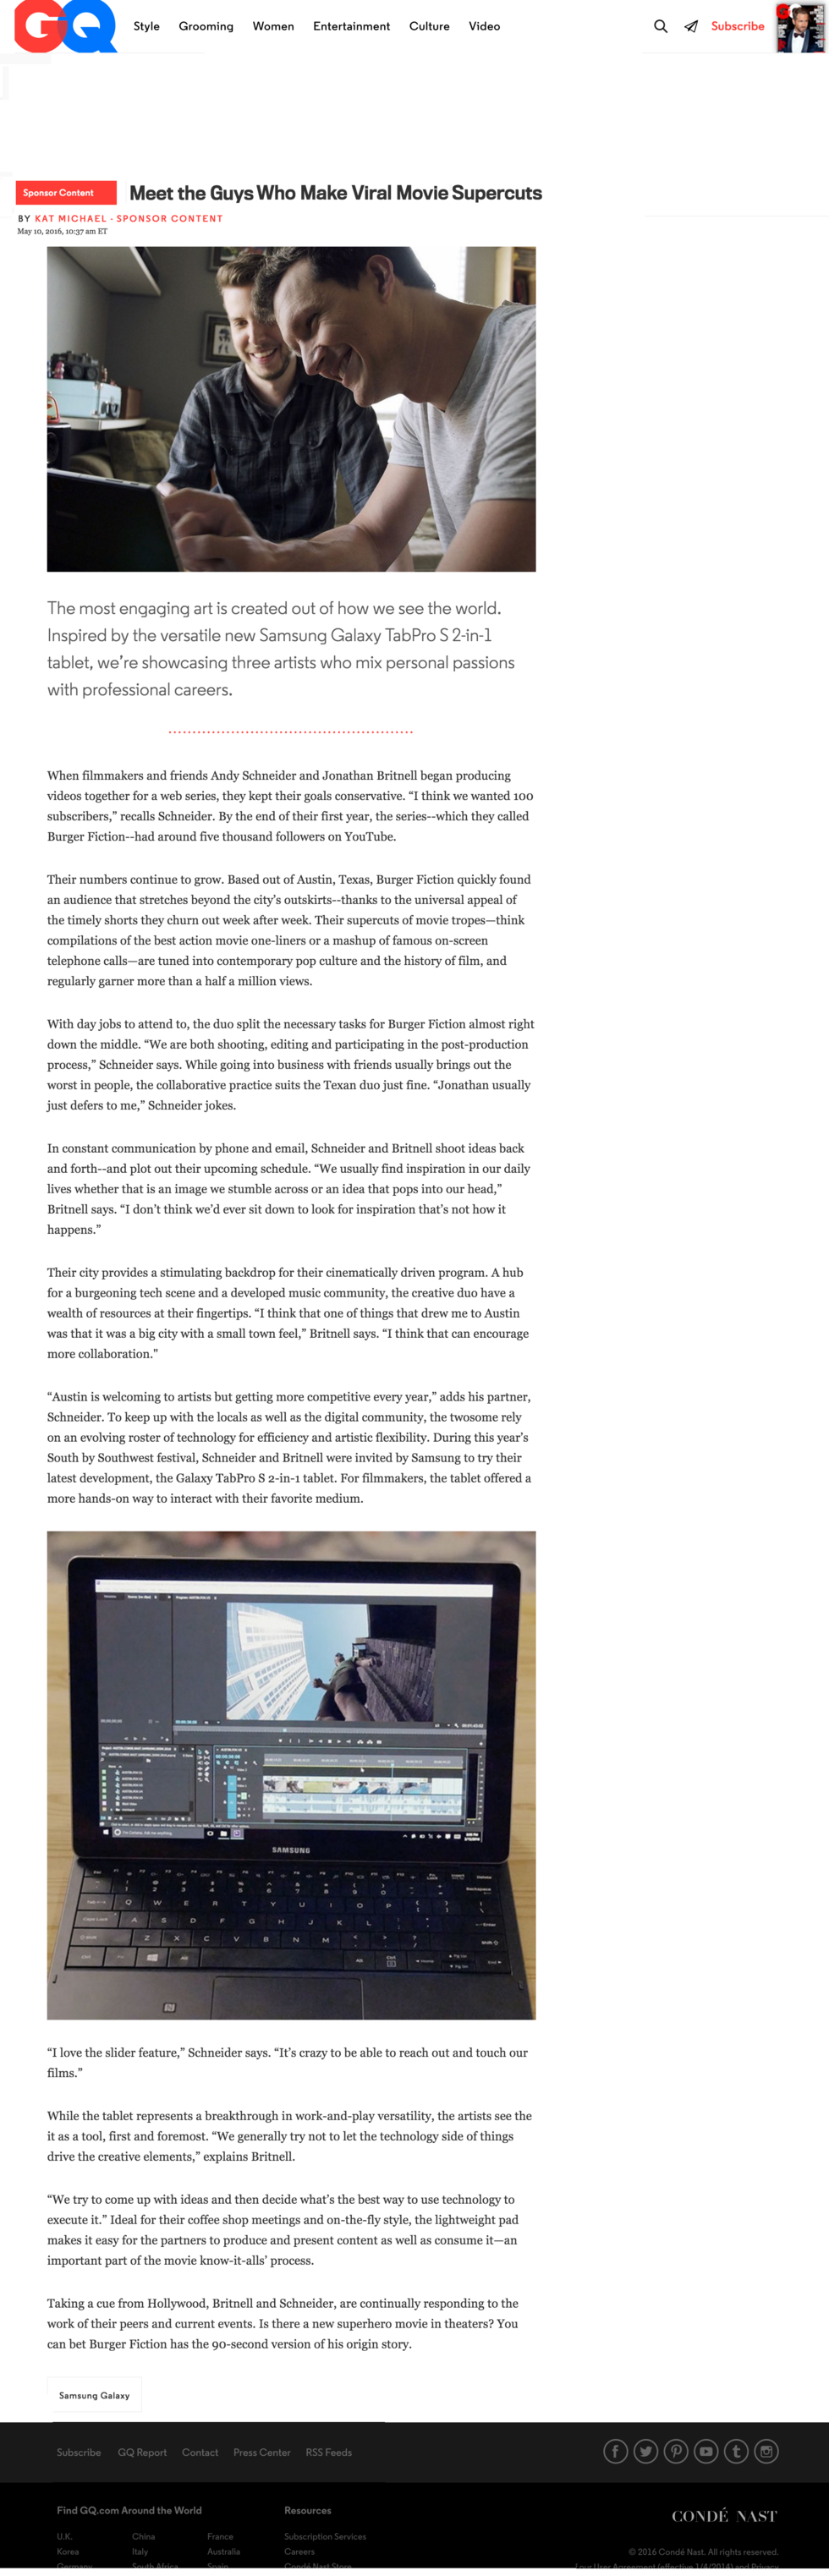 GQ
Style Grooming Women Entertainment Culture Video
Subscribe
Sponsor Content
Meet the Guys Who Make Viral Movie Supercuts
BY KAT MICHAEL - SPONSOR CONTENT
May 10, 2016, 10:37 am ET
The most engaging art is created out of how we see the world.
Inspired by the versatile new Samsung Galaxy TabPro S 2-in-1
tablet, we’re showcasing three artists who mix personal passions
with professional careers.
When filmmakers and friends Andy Schneider and Jonathan Britnell began producing
videos together for a web series, they kept their goals conservative. “I think we wanted 100
subscribers,” recalls Schneider. By the end of their first year, the series--which they called
Burger Fiction--had around five thousand followers on YouTube.
Their numbers continue to grow. Based out of Austin, Texas, Burger Fiction quickly found
an audience that stretches beyond the city’s outskirts--thanks to the universal appeal of
the timely shorts they churn out week after week. Their supercuts of movie tropes—think
compilations of the best action movie one-liners or a mashup of famous on-screen
telephone calls—are tuned into contemporary pop culture and the history of film, and
regularly garner more than a half a million views.
With day jobs to attend to, the duo split the necessary tasks for Burger Fiction almost right
down the middle. “We are both shooting, editing and participating in the post-production
process,” Schneider says. While going into business with friends usually brings out the
worst in people, the collaborative practice suits the Texan duo just fine. “Jonathan usually
just defers to me,” Schneider jokes.
In constant communication by phone and email, Schneider and Britnell shoot ideas back
and forth--and plot out their upcoming schedule. “We usually find inspiration in our daily
lives whether that is an image we stumble across or an idea that pops into our head,”
Britnell says. “I don’t think we’d ever sit down to look for inspiration that’s not how it
happens.”
Their city provides a stimulating backdrop for their cinematically driven program. A hub
for a burgeoning tech scene and a developed music community, the creative duo have a
wealth of resources at their fingertips. “I think that one of things that drew me to Austin
was that it was a big city with a small town feel,” Britnell says. “I think that can encourage
more collaboration."
“Austin is welcoming to artists but getting more competitive every year,” adds his partner,
Schneider. To keep up with the locals as well as the digital community, the twosome rely
on an evolving roster of technology for efficiency and artistic flexibility. During this year’s
South by Southwest festival, Schneider and Britnell were invited by Samsung to try their
latest development, the Galaxy TabPro S 2-in-1 tablet. For filmmakers, the tablet offered a
more hands-on way to interact with their favorite medium.
SAMSUNG
“I love the slider feature,” Schneider says. “It’s crazy to be able to reach out and touch our
films.”
While the tablet represents a breakthrough in work-and-play versatility, the artists see the
it as a tool, first and foremost. “We generally try not to let the technology side of things
drive the creative elements,” explains Britnell.
“We try to come up with ideas and then decide what’s the best way to use technology to
execute it.” Ideal for their coffee shop meetings and on-the-fly style, the lightweight pad
makes it easy for the partners to produce and present content as well as consume it—an
important part of the movie know-it-alls’ process.
Taking a cue from Hollywood, Britnell and Schneider, are continually responding to the
work of their peers and current events. Is there a new superhero movie in theaters? You
can bet Burger Fiction has the 90-second version of his origin story.
Samsung Galaxy
Subscribe GQ Report Contact Press Center RSS Feeds
Find GQ.com Around the World
Resources
CONDÉ NAST
U.K. China France Subscription Services
Korea Italy Australia Careers
© 2016 Condé Nast. All rights reserved.
Germany South Africa Spain Condé Nast Store
our User Agreement (effective 1/4/2014) and Privacy